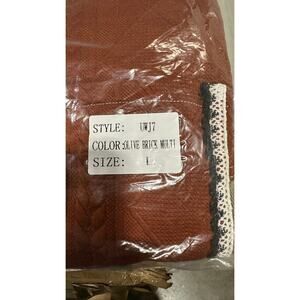 STYLE: UWJ7
COLOR:OLIVE BRICK MULTI
SIZE: L